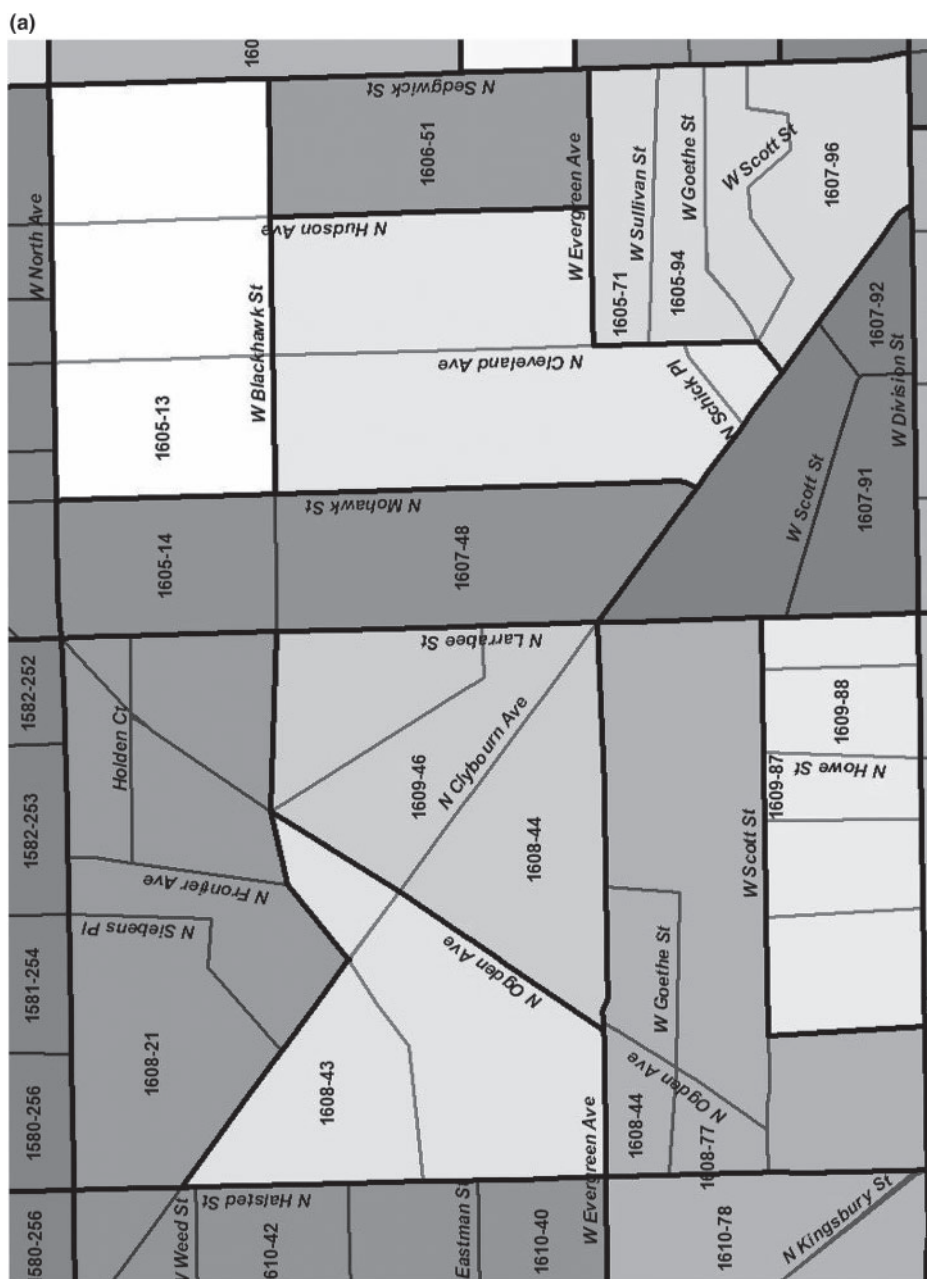 (a)
160
N Sedgwick St
W North Ave
1606-51
W Evergreen Ave
W Sullivan St
W Goethe St
W Scott St
1607-96
N Hudson Ave
W Blackhawk St
1605-71
1605-94
1607-92
N Cleveland Ave
N Schick Pl
W Division St
1605-13
W Scott St
1607-91
N Mohawk St
1605-14
1607-48
N Larrabee St
1582-252
Holden Ct
N Clybourn Ave
1609-46
1609-88
N Howe St
1609-87
1582-253
N Frontier Ave
1608-44
W Scott St
N Siebens Pl
1581-254
N Ogden Ave
W Goethe St
1608-21
1608-43
1580-256
N Ogden Ave
1608-44
1608-77
W Evergreen Ave
N Halsted St
580-256
Weed St
610-42
Eastman St
1610-40
1610-78
N Kingsbury St